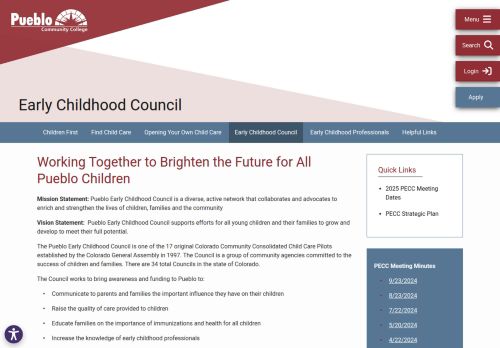 Pueblo
Community College
Menu
Search
Login
Apply
Early Childhood Council
Children First
Find Child Care
Opening Your Own Child Care
Early Childhood Council
Early Childhood Professionals
Helpful Links
Working Together to Brighten the Future for All
Pueblo Children
Mission Statement: Pueblo Early Childhood Council is a diverse, active network that collaborates and advocates to
enrich and strengthen the lives of children, families and the community
Vision Statement: Pueblo Early Childhood Council supports efforts for all young children and their families to grow and
develop to meet their full potential.
The Pueblo Early Childhood Council is one of the 17 original Colorado Community Consolidated Child Care Pilots
established by the Colorado General Assembly in 1997. The Council is a group of community agencies committed to the
success of children and families. There are 34 total Councils in the state of Colorado.
The Council works to bring awareness and funding to Pueblo to:
• Communicate to parents and families the important influence they have on their children
• Raise the quality of care provided to children
• Educate families on the importance of immunizations and health for all children
• Increase the knowledge of early childhood professionals
Quick Links
• 2025 PECC Meeting
Dates
• PECC Strategic Plan
PECC Meeting Minutes
• 9/23/2024
• 8/23/2024
• 7/22/2024
• 5/20/2024
• 4/22/2024